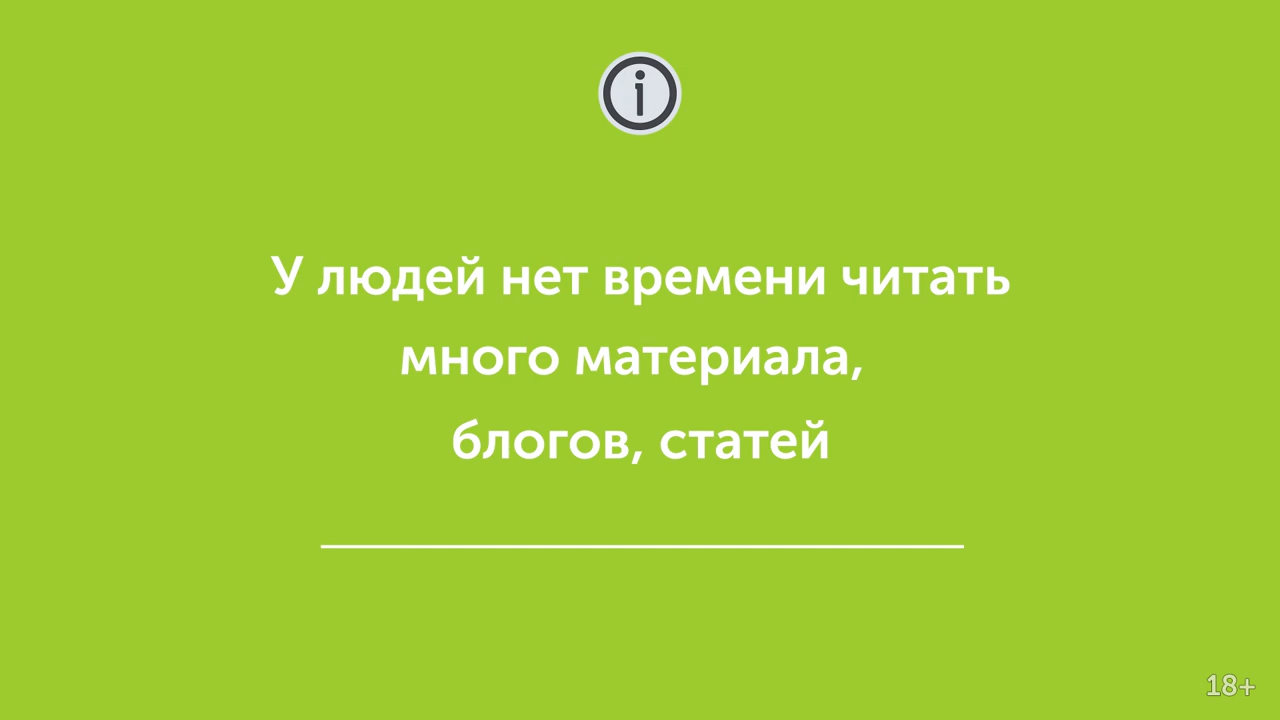 i
У людей нет времени читать
много материала,
блогов, статей
18+